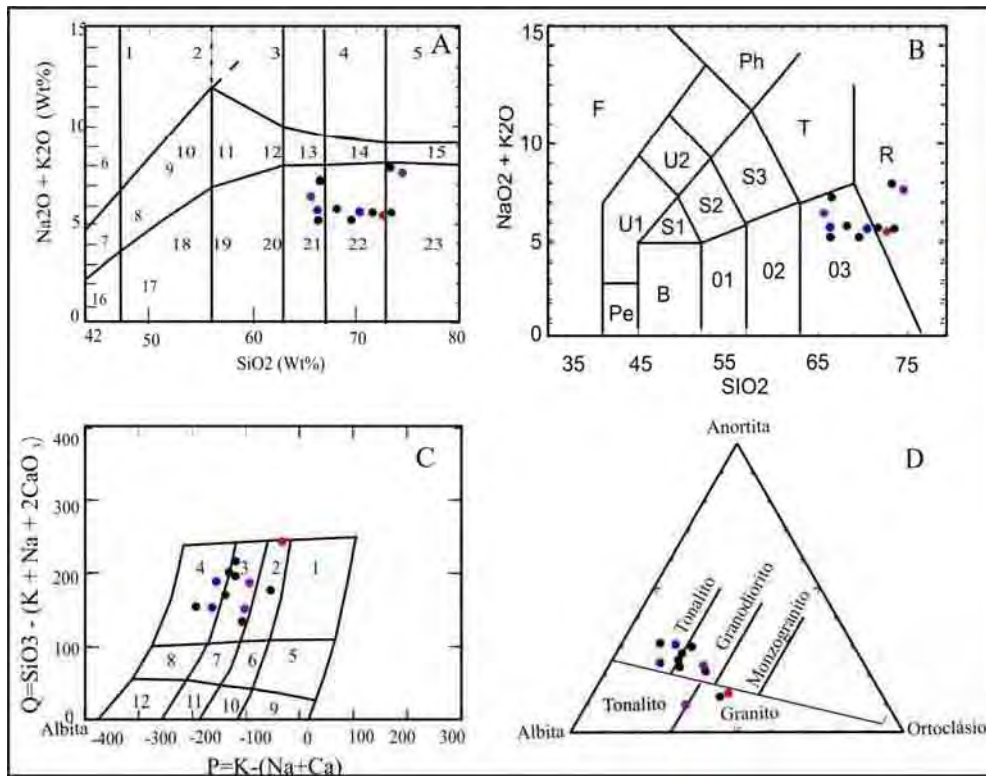 A
15
10
5
0
Na2O + K2O (Wt%)
1 2 3 4 5
6 9 10 11 12 13 14 15
8
7 18 19 20 21 22 23
16 17
42 50 60 70 80
SiO2 (Wt%)
B
15
10
5
0
NaO2 + K2O
Ph
F T
U2 S3 R
U1 S1 S2
Pe B 01 02 03
35 45 55 65 75
SIO2
C
400
300
200
100
0
Q=SiO3 - (K + Na + 2CaO3)
4 3 2 1
8 7 6 5
12 11 10 9
Albita
-400 -300 -200 -100 0 100 200 300
P=K-(Na+Ca)
D
Anortita
Tonalito
Granodiorito
Monzogranito
Tonalito
Granito
Albita
Ortoclásio